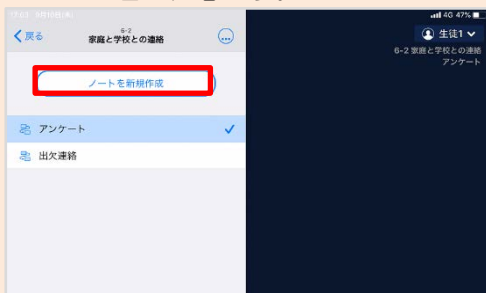 4G 47%
戻る
6-2
家庭と学校との連絡
生徒1
6-2 家庭と学校との連絡
アンケート
ノートを新規作成
アンケート
出欠連絡